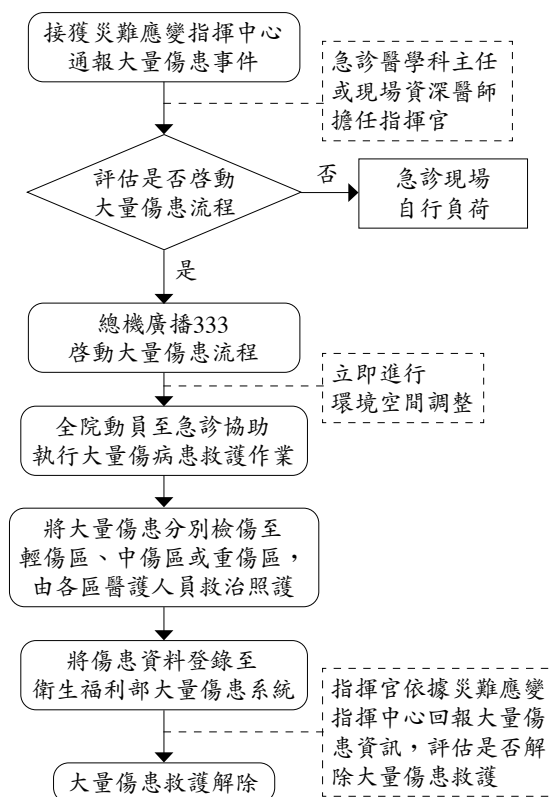 接獲災難應變指揮中心
通報大量傷患事件
急診醫學科主任
或現場資深醫師
擔任指揮官
評估是否啓動
大量傷患流程
否
急診現場
自行負荷
是
總機廣播333
啓動大量傷患流程
立即進行
環境空間調整
全院動員至急診協助
執行大量傷病患救護作業
將大量傷患分別檢傷至
輕傷區、中傷區或重傷區，
由各區醫護人員救治照護
將傷患資料登錄至
衛生福利部大量傷患系統
指揮官依據災難應變
指揮中心回報大量傷
患資訊，評估是否解
除大量傷患救護
大量傷患救護解除